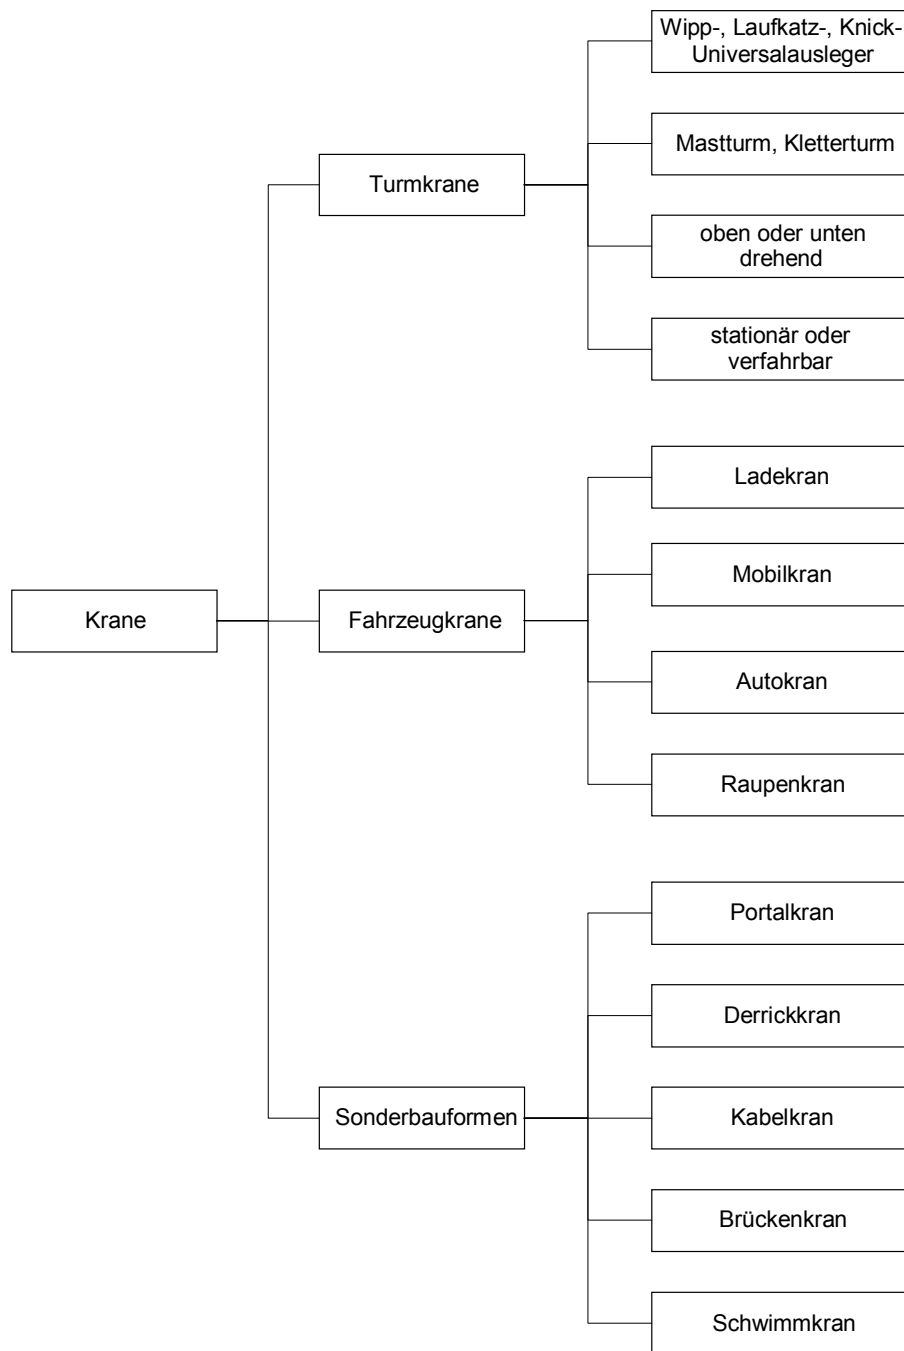 Wipp-, Laufkatz-, Knick-
Universalausleger
Mastturm, Kletterturm
Turmkrane
oben oder unten
drehend
stationär oder
verfahrbar
Ladekran
Mobilkran
Krane
Fahrzeugkrane
Autokran
Raupenkran
Portalkran
Derrickkran
Sonderbauformen
Kabelkran
Brückenkran
Schwimmkran